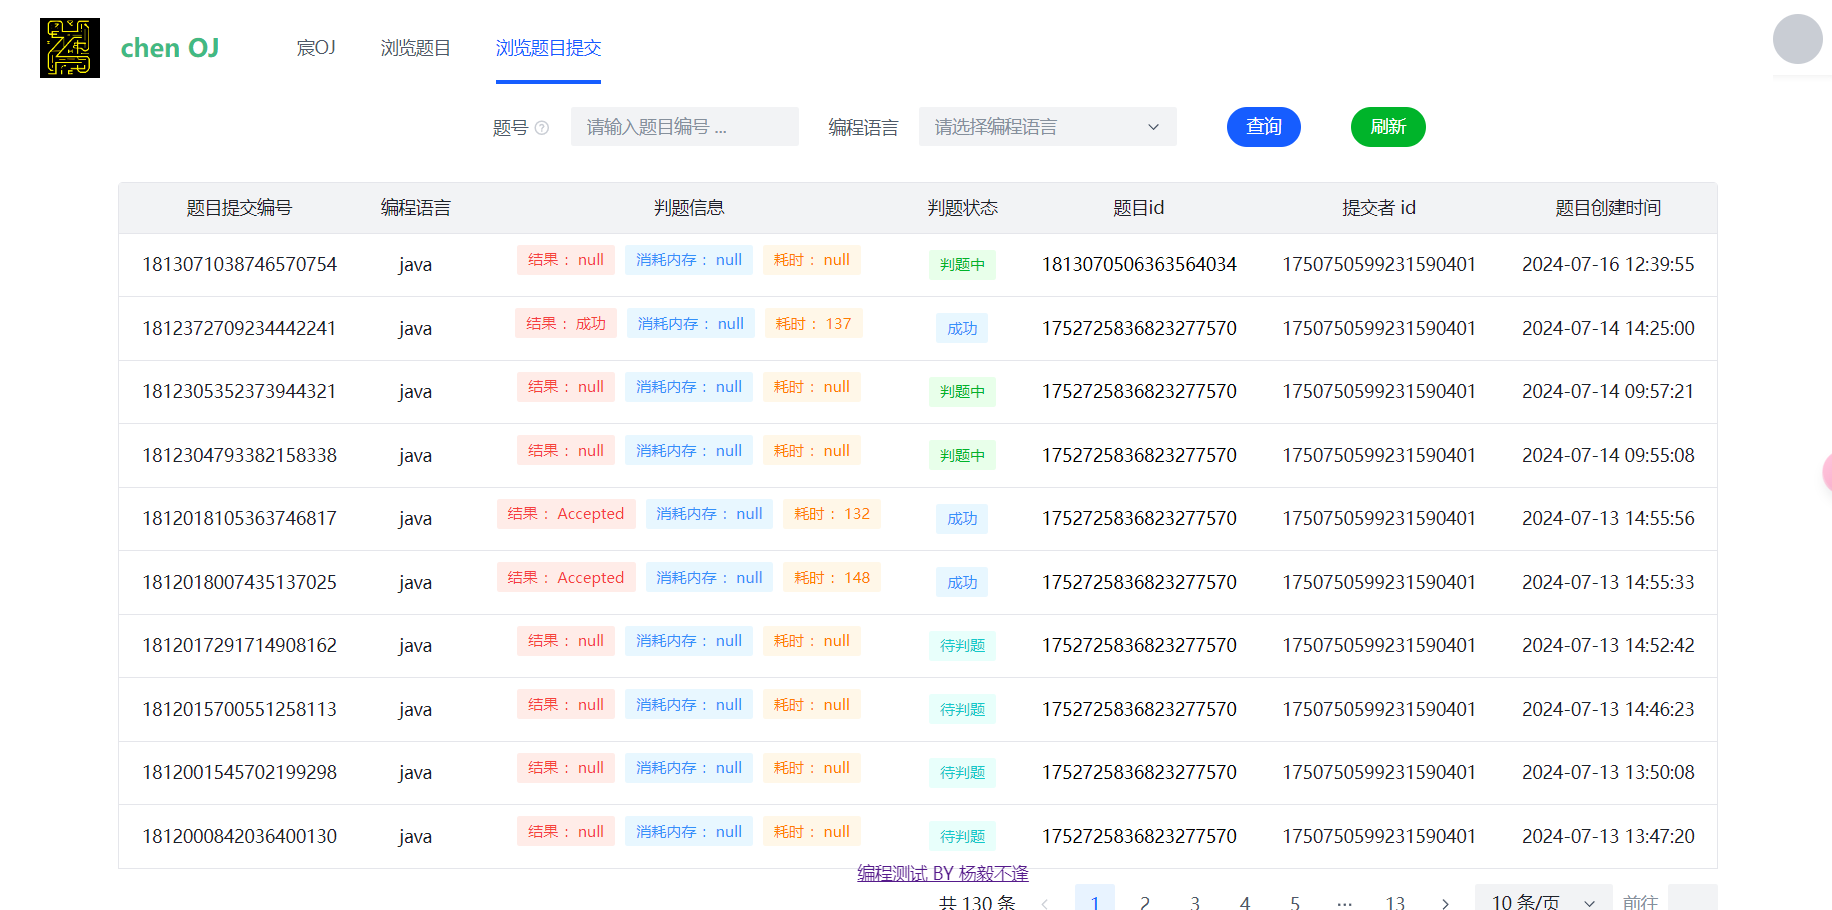 chen OJ 宸OJ 浏览题目 浏览题目提交
题号 请输入题目编号 ... 编程语言 请选择编程语言 查询 刷新
题目提交编号 编程语言 判题信息 判题状态 题目id 提交者 id 题目创建时间
1813071038746570754 java 结果： null 消耗内存： null 耗时： null 判题中 1813070506363564034 1750750599231590401 2024-07-16 12:39:55
1812372709234442241 java 结果： 成功 消耗内存： null 耗时： 137 成功 1752725836823277570 1750750599231590401 2024-07-14 14:25:00
1812305352373944321 java 结果： null 消耗内存： null 耗时： null 判题中 1752725836823277570 1750750599231590401 2024-07-14 09:57:21
1812304793382158338 java 结果： null 消耗内存： null 耗时： null 判题中 1752725836823277570 1750750599231590401 2024-07-14 09:55:08
1812018105363746817 java 结果： Accepted 消耗内存： null 耗时： 132 成功 1752725836823277570 1750750599231590401 2024-07-13 14:55:56
1812018007435137025 java 结果： Accepted 消耗内存： null 耗时： 148 成功 1752725836823277570 1750750599231590401 2024-07-13 14:55:33
1812017291714908162 java 结果： null 消耗内存： null 耗时： null 待判题 1752725836823277570 1750750599231590401 2024-07-13 14:52:42
1812015700551258113 java 结果： null 消耗内存： null 耗时： null 待判题 1752725836823277570 1750750599231590401 2024-07-13 14:46:23
1812001545702199298 java 结果： null 消耗内存： null 耗时： null 待判题 1752725836823277570 1750750599231590401 2024-07-13 13:50:08
1812000842036400130 java 结果： null 消耗内存： null 耗时： null 待判题 1752725836823277570 1750750599231590401 2024-07-13 13:47:20
编程测试 BY 杨毅不逢
共 130 条 1 2 3 4 5 ... 13 10 条/页 前往